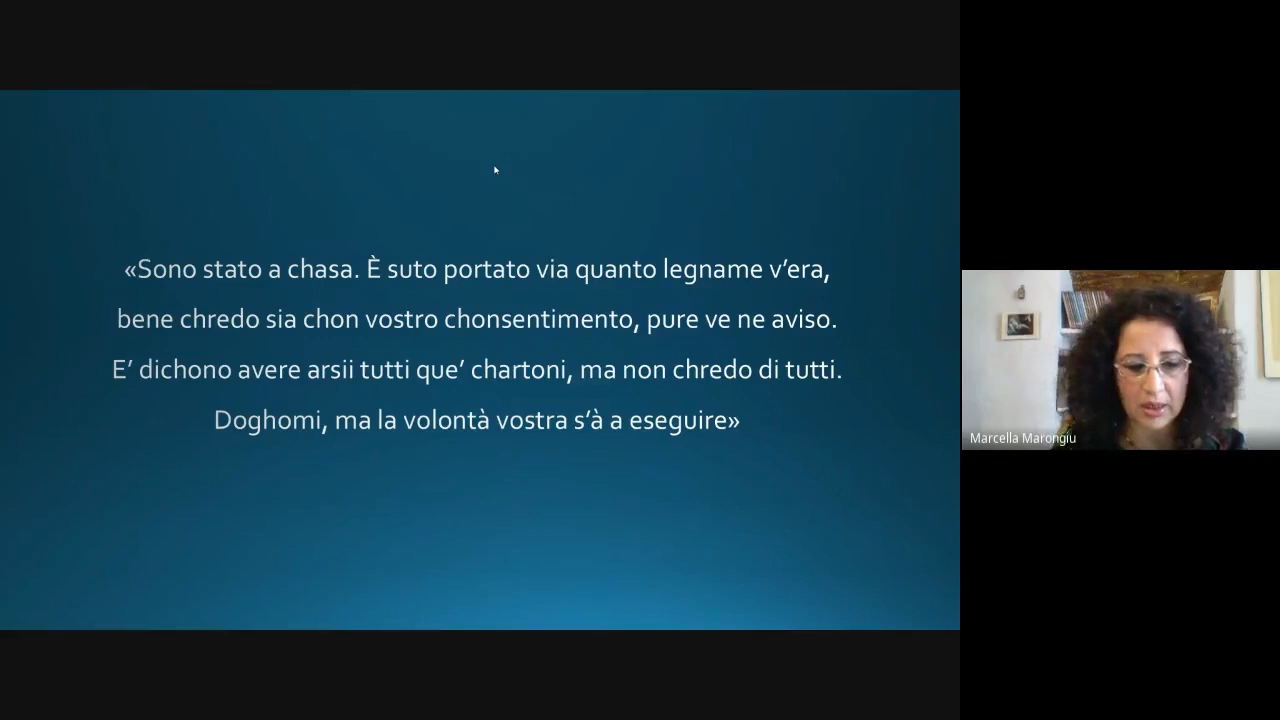 «Sono stato a chasa. È suto portato via quanto legname v’era,
bene chredo sia chon vostro chonsentimento, pure ve ne aviso.
E’ dichono avere arsii tutti que’ chartoni, ma non chredo di tutti.
Doghomi, ma la volontà vostra s’à a eseguire»
Marcella Marongiu